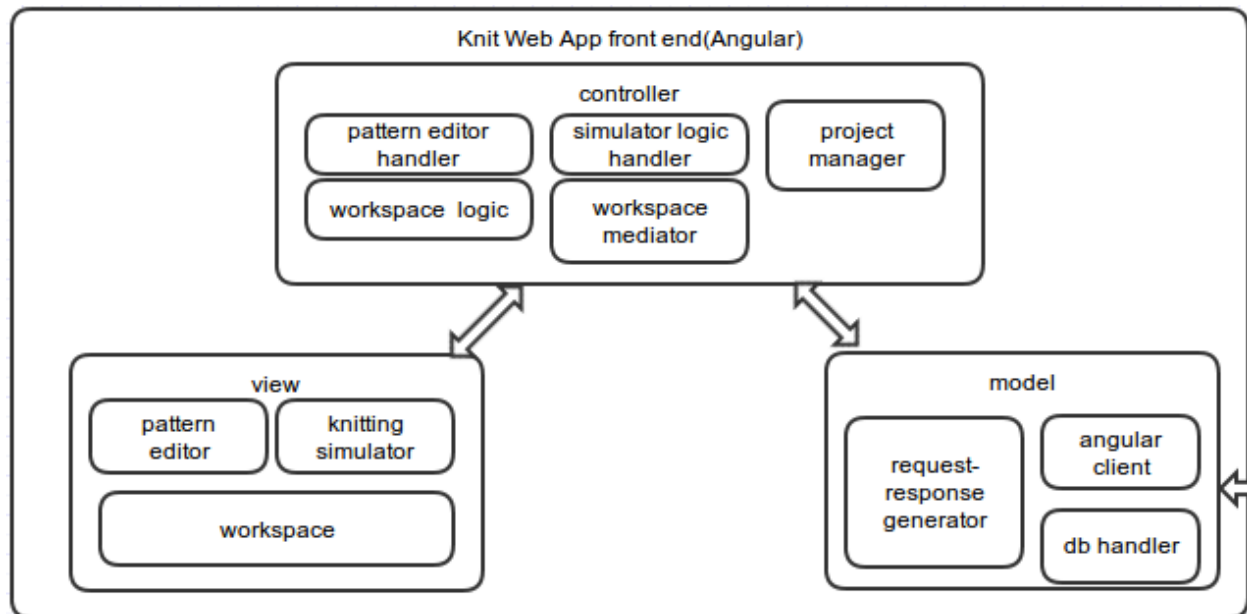 Knit Web App front end(Angular)
controller
pattern editor
handler
simulator logic
handler
project
manager
workspace  logic
workspace
mediator
view
pattern
editor
knitting
simulator
workspace
model
request-
response
generator
angular
client
db handler